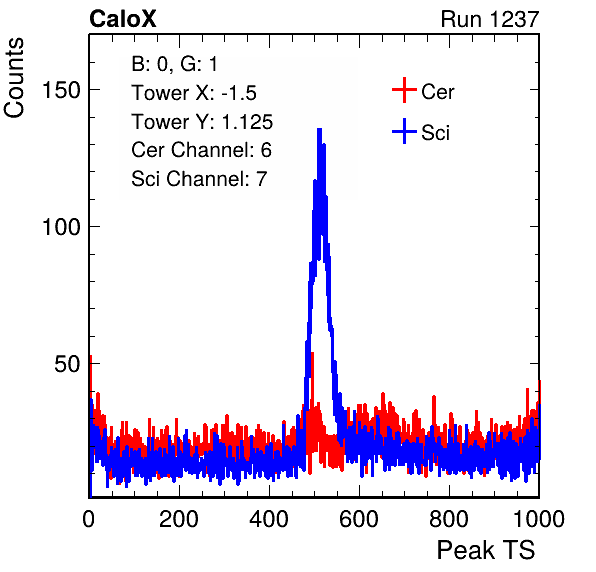 CaloX Run 1237
Counts
B: 0, G: 1
Tower X: -1.5
Tower Y: 1.125
Cer Channel: 6
Sci Channel: 7
Cer
Sci
150
100
50
0 200 400 600 800 1000
Peak TS